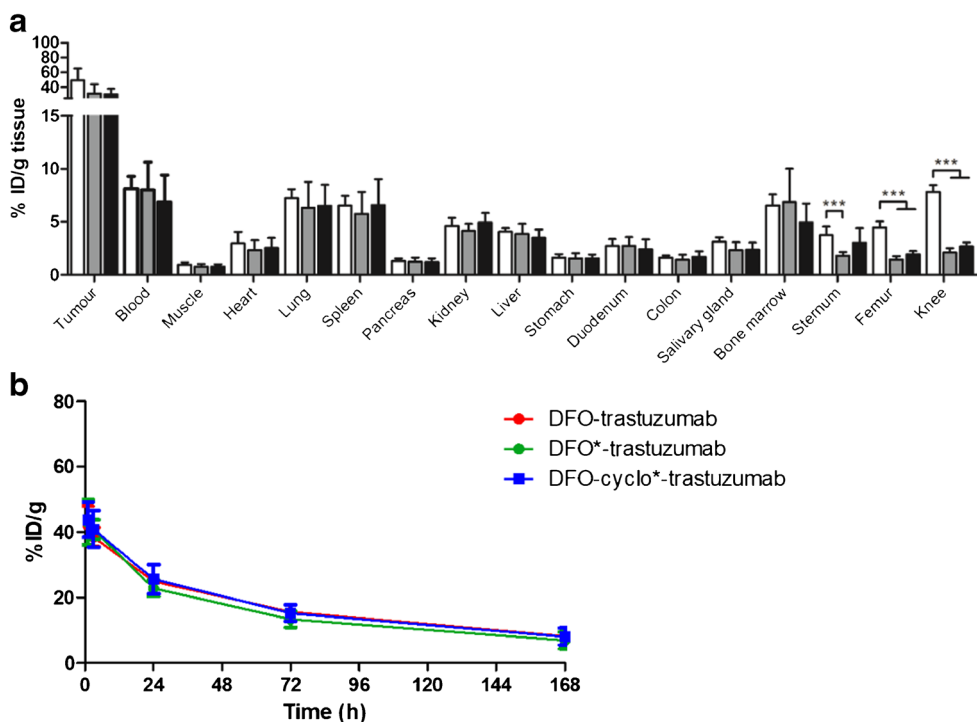 a
% ID/g tissue
100
80
60
40
15
10
5
0
*** *** ***
Tumour Blood Muscle Heart Lung Spleen Pancreas Kidney Liver Stomach Duodenum Colon Salivary gland Bone marrow Sternum Femur Knee
b
%ID/g
80
60
40
20
0
DFO-trastuzumab
DFO*-trastuzumab
DFO-cyclo*-trastuzumab
0 24 48 72 96 120 144 168
Time (h)